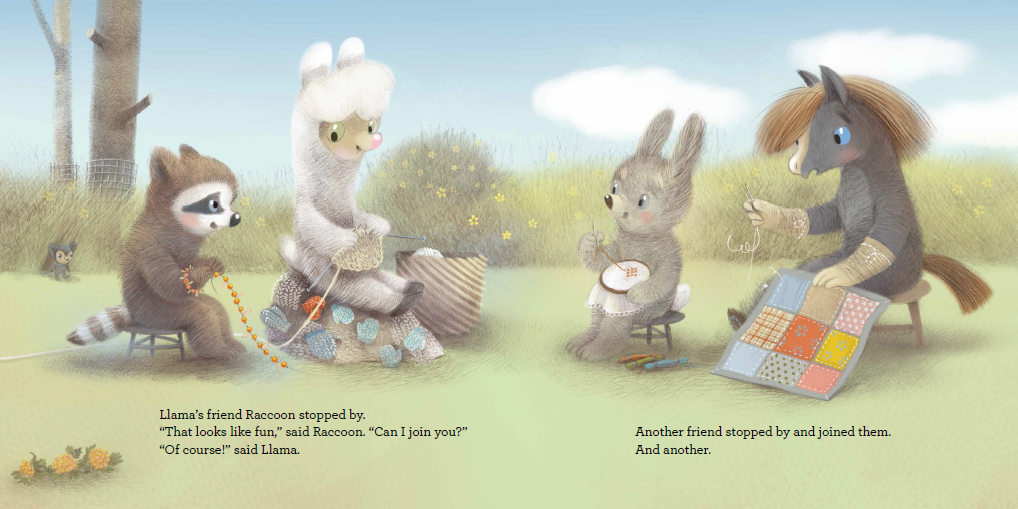 Llama’s friend Raccoon stopped by.
“That looks like fun,” said Raccoon. “Can I join you?”
“Of course!” said Llama.
Another friend stopped by and joined them.
And another.